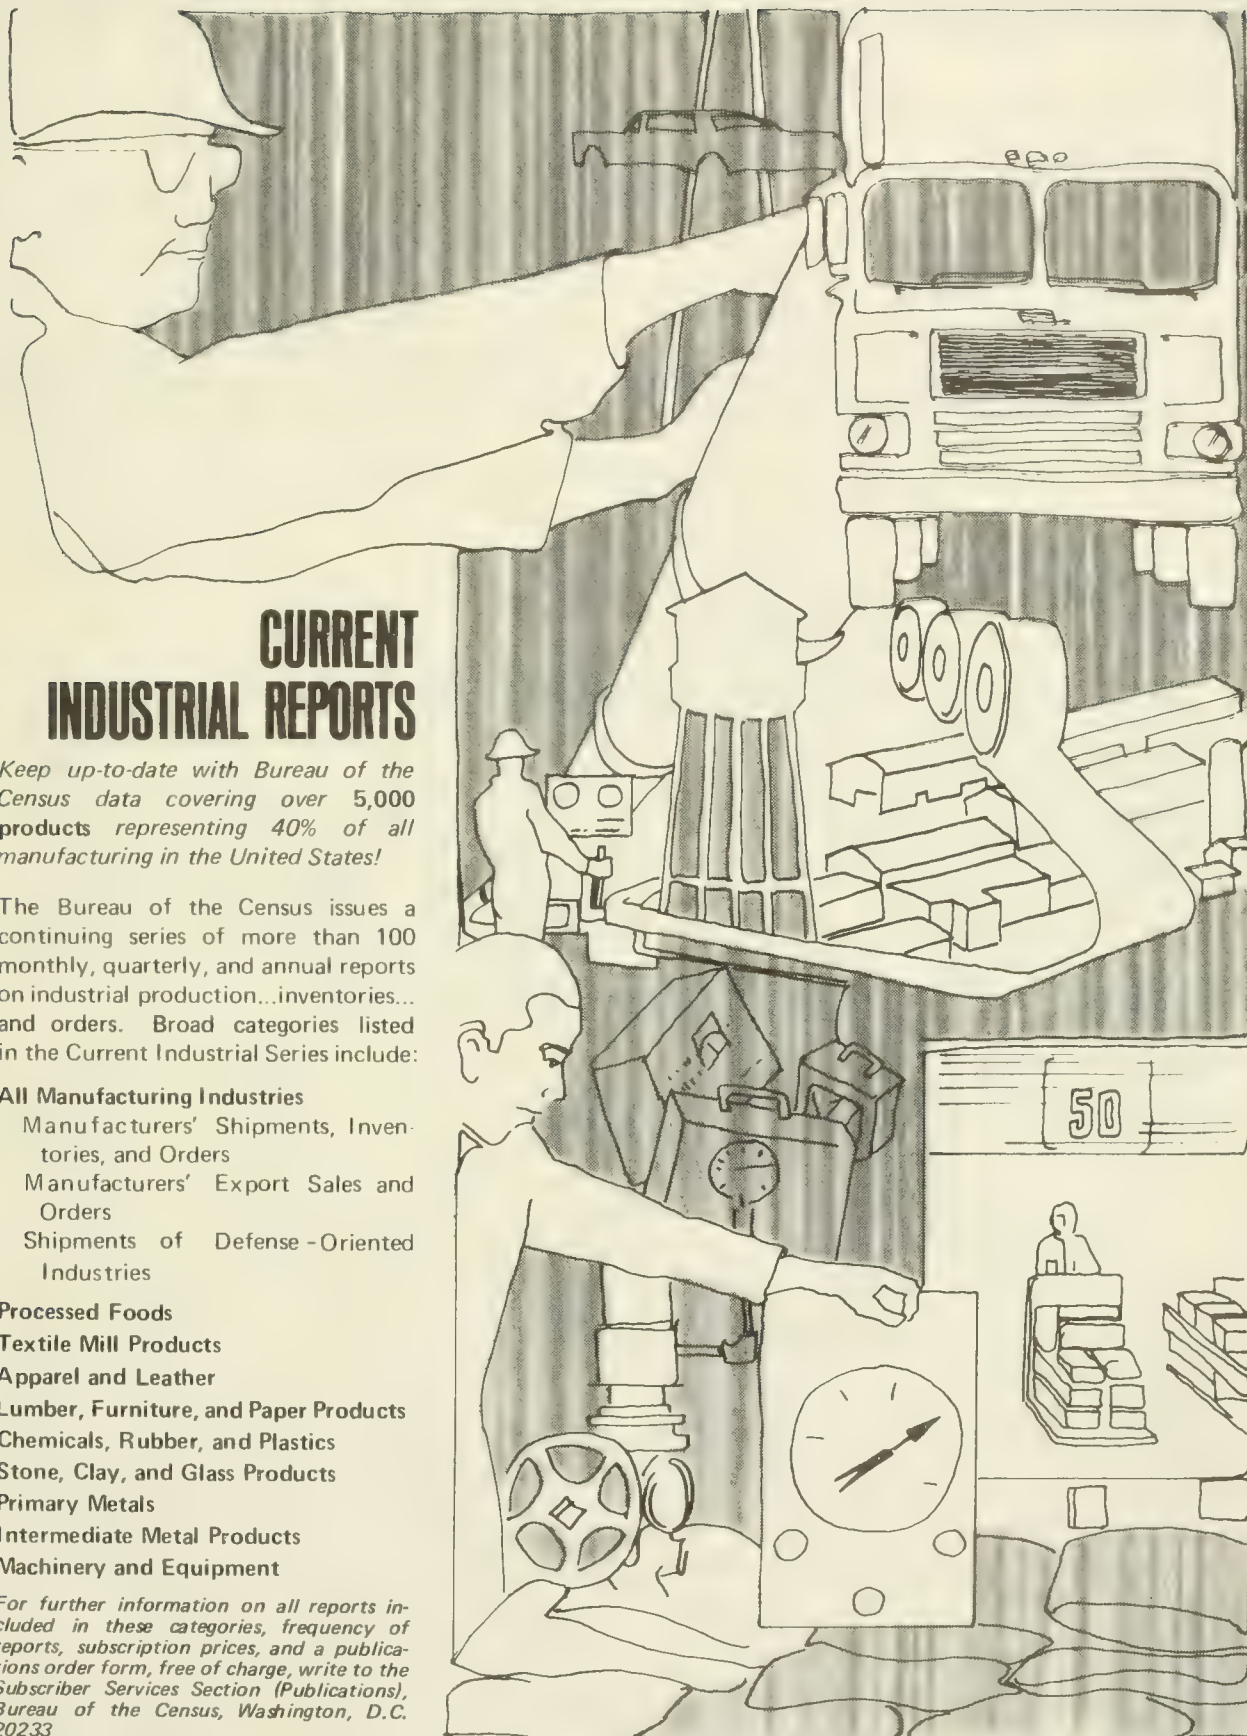 CURRENT
INDUSTRIAL REPORTS
Keep up-to-date with Bureau of the
Census data covering over 5,000
products representing 40% of all
manufacturing in the United States!
The Bureau of the Census issues a
continuing series of more than 100
monthly, quarterly, and annual reports
on industrial production...inventories...
and orders. Broad categories listed
in the Current Industrial Series include:
All Manufacturing Industries
Manufacturers' Shipments, Inven-
tories, and Orders
Manufacturers' Export Sales and
Orders
Shipments of Defense-Oriented
Industries
Processed Foods
Textile Mill Products
Apparel and Leather
Lumber, Furniture, and Paper Products
Chemicals, Rubber, and Plastics
Stone, Clay, and Glass Products
Primary Metals
Intermediate Metal Products
Machinery and Equipment
For further information on all reports in-
cluded in these categories, frequency of
reports, subscription prices, and a publica-
tions order form, free of charge, write to the
Subscriber Services Section (Publications),
Bureau of the Census, Washington, D.C.
20233
50